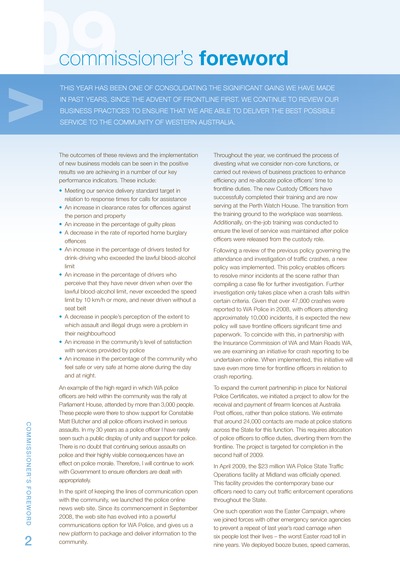 09
commissioner's foreword
THIS YEAR HAS BEEN ONE OF CONSOLIDATING THE SIGNIFICANT GAINS WE HAVE MADE
IN PAST YEARS, SINCE THE ADVENT OF FRONTLINE FIRST. WE CONTINUE TO REVIEW OUR
BUSINESS PRACTICES TO ENSURE THAT WE ARE ABLE TO DELIVER THE BEST POSSIBLE
SERVICE TO THE COMMUNITY OF WESTERN AUSTRALIA.
The outcomes of these reviews and the implementation
of new business models can be seen in the positive
results we are achieving in a number of our key
performance indicators. These include:
• Meeting our service delivery standard target in
relation to response times for calls for assistance
• An increase in clearance rates for offences against
the person and property
• An increase in the percentage of guilty pleas
• A decrease in the rate of reported home burglary
offences
• An increase in the percentage of drivers tested for
drink-driving who exceeded the lawful blood-alcohol
limit
• An increase in the percentage of drivers who
perceive that they have never driven when over the
lawful blood-alcohol limit, never exceeded the speed
limit by 10 km/h or more, and never driven without a
seat belt
• A decrease in people's perception of the extent to
which assault and illegal drugs were a problem in
their neighbourhood
• An increase in the community's level of satisfaction
with services provided by police
• An increase in the percentage of the community who
feel safe or very safe at home alone during the day
and at night.
An example of the high regard in which WA police
officers are held within the community was the rally at
Parliament House, attended by more than 3,000 people.
These people were there to show support for Constable
Matt Butcher and all police officers involved in serious
assaults. In my 30 years as a police officer I have rarely
seen such a public display of unity and support for police.
There is no doubt that continuing serious assaults on
police and their highly visible consequences have an
effect on police morale. Therefore, I will continue to work
with Government to ensure offenders are dealt with
appropriately.
In the spirit of keeping the lines of communication open
with the community, we launched the police online
news web site. Since its commencement in September
2008, the web site has evolved into a powerful
communications option for WA Police, and gives us a
new platform to package and deliver information to the
community.
Throughout the year, we continued the process of
divesting what we consider non-core functions, or
carried out reviews of business practices to enhance
efficiency and re-allocate police officers' time to
frontline duties. The new Custody Officers have
successfully completed their training and are now
serving at the Perth Watch House. The transition from
the training ground to the workplace was seamless.
Additionally, on-the-job training was conducted to
ensure the level of service was maintained after police
officers were released from the custody role.
Following a review of the previous policy governing the
attendance and investigation of traffic crashes, a new
policy was implemented. This policy enables officers
to resolve minor incidents at the scene rather than
compiling a case file for further investigation. Further
investigation only takes place when a crash falls within
certain criteria. Given that over 47,000 crashes were
reported to WA Police in 2008, with officers attending
approximately 10,000 incidents, it is expected the new
policy will save frontline officers significant time and
paperwork. To coincide with this, in partnership with
the Insurance Commission of WA and Main Roads WA,
we are examining an initiative for crash reporting to be
undertaken online. When implemented, this initiative will
save even more time for frontline officers in relation to
crash reporting.
To expand the current partnership in place for National
Police Certificates, we initiated a project to allow for the
receival and payment of firearm licences at Australia
Post offices, rather than police stations. We estimate
that around 24,000 contacts are made at police stations
across the State for this function. This requires allocation
of police officers to office duties, diverting them from the
frontline. The project is targeted for completion in the
second half of 2009.
In April 2009, the $23 million WA Police State Traffic
Operations facility at Midland was officially opened.
This facility provides the contemporary base our
officers need to carry out traffic enforcement operations
throughout the State.
One such operation was the Easter Campaign, where
we joined forces with other emergency service agencies
to prevent a repeat of last year's road carnage when
six people lost their lives – the worst Easter road toll in
nine years. We deployed booze buses, speed cameras,
COMMISSIONER'S FOREWORD
2